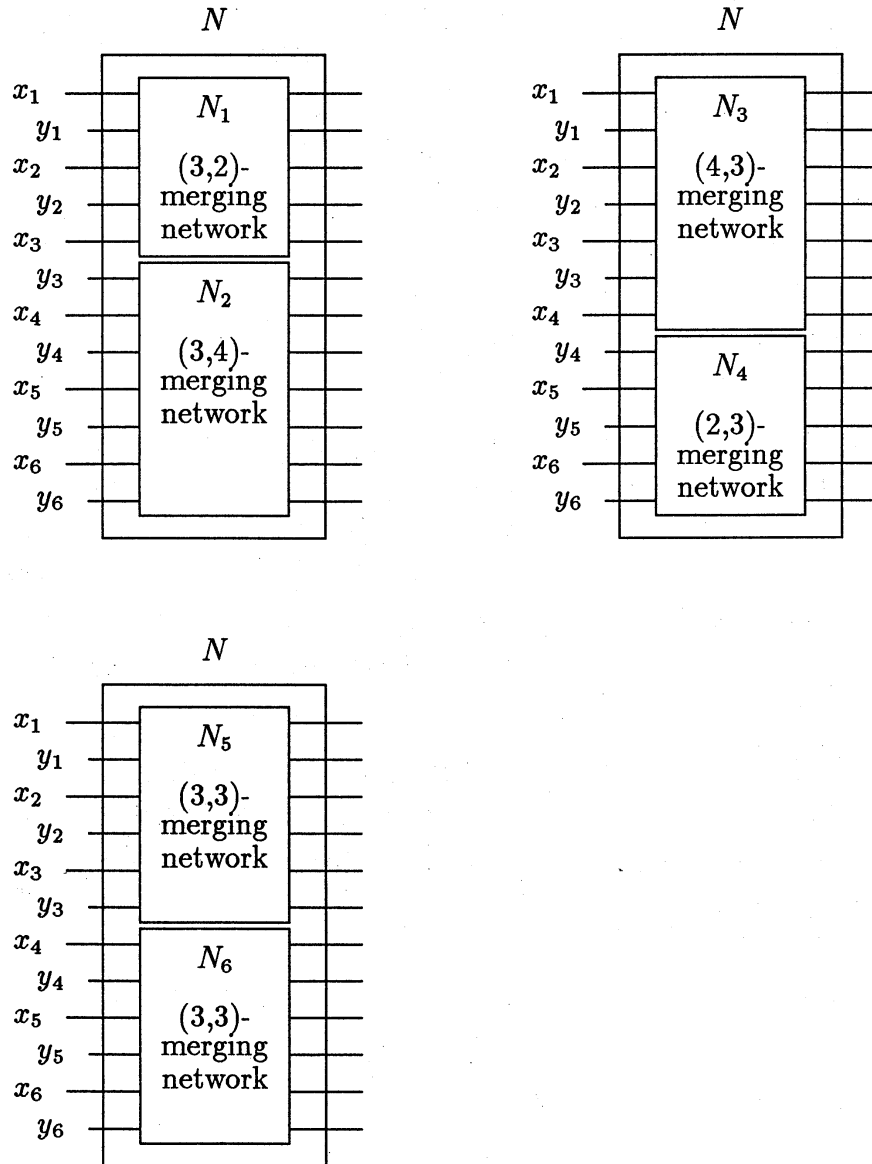 N
x₁
y₁
x₂
y₂
x₃
y₃
x₄
y₄
x₅
y₅
x₆
y₆
N₁
(3,2)-
merging
network
N₂
(3,4)-
merging
network
N
x₁
y₁
x₂
y₂
x₃
y₃
x₄
y₄
x₅
y₅
x₆
y₆
N₃
(4,3)-
merging
network
N₄
(2,3)-
merging
network
N
x₁
y₁
x₂
y₂
x₃
y₃
x₄
y₄
x₅
y₅
x₆
y₆
N₅
(3,3)-
merging
network
N₆
(3,3)-
merging
network